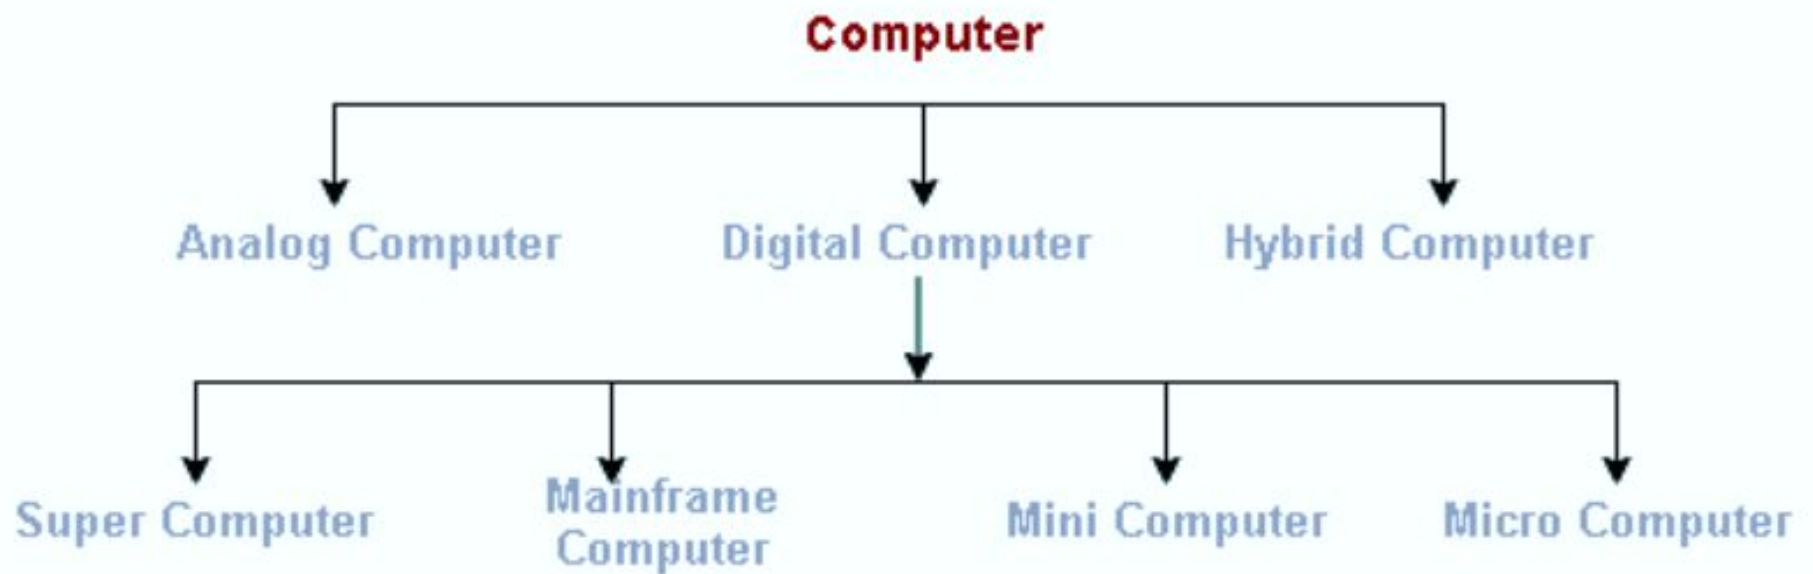 Computer
Analog Computer
Digital Computer
Hybrid Computer
Super Computer
Mainframe
Computer
Mini Computer
Micro Computer